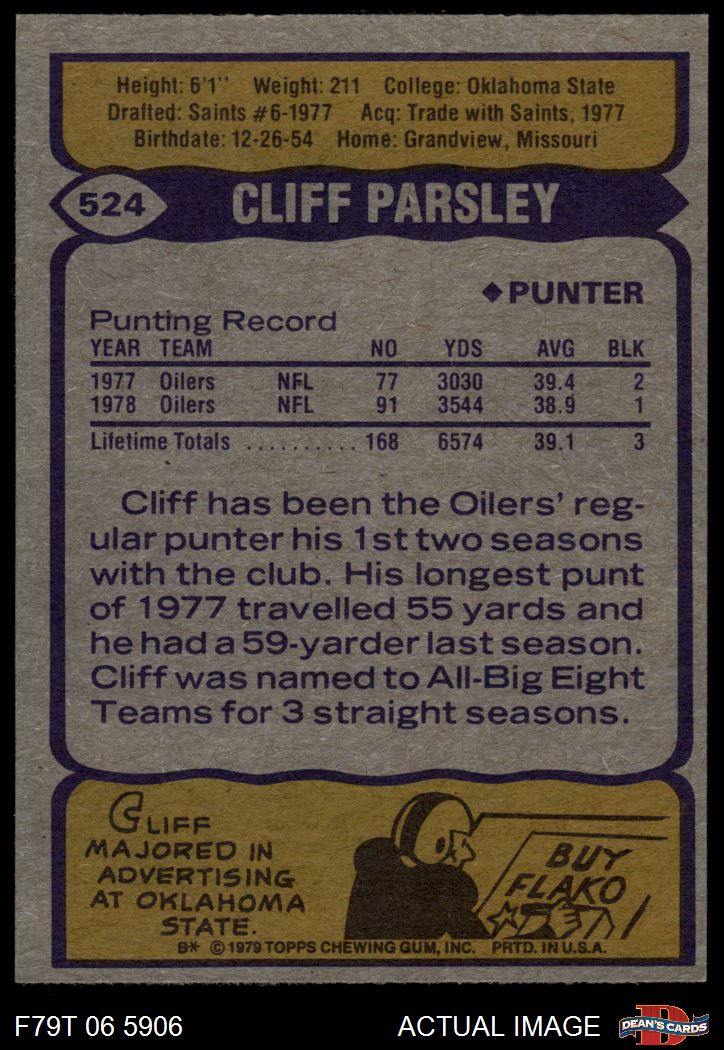 Height: 6'1" Weight: 211 College: Oklahoma State
Drafted: Saints #6-1977 Acq: Trade with Saints, 1977
Birthdate: 12-26-54 Home: Grandview, Missouri
524 CLIFF PARSLEY
◆PUNTER
Punting Record
YEAR TEAM NO YDS AVG BLK
1977 Oilers NFL 77 3030 39.4 2
1978 Oilers NFL 91 3544 38.9 1
Lifetime Totals .......... 168 6574 39.1 3
Cliff has been the Oilers' reg-
ular punter his 1st two seasons
with the club. His longest punt
of 1977 travelled 55 yards and
he had a 59-yarder last season.
Cliff was named to All-Big Eight
Teams for 3 straight seasons.
CLIFF
MAJORED IN
ADVERTISING
AT OKLAHOMA
STATE.
BUY
FLAKO
B* © 1979 TOPPS CHEWING GUM, INC. PRTD. IN U.S.A.
F79T 06 5906 ACTUAL IMAGE D DEAN'S CARDS